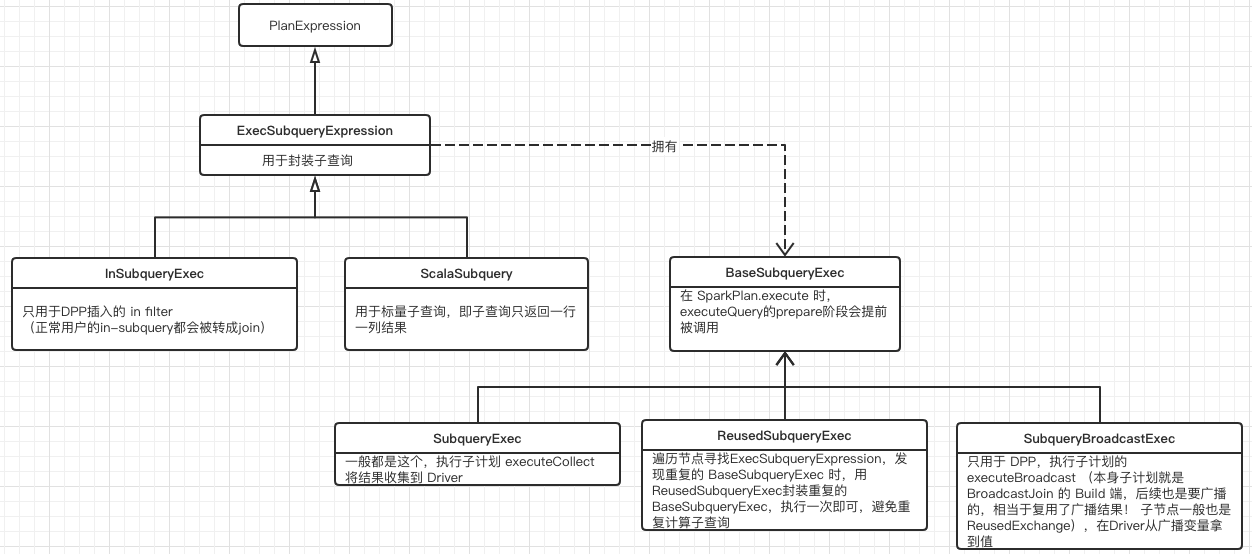 PlanExpression
ExecSubqueryExpression
用于封装子查询
拥有
InSubqueryExec
只用于DPP插入的 in filter
（正常用户的in-subquery都会被转成join）
ScalaSubquery
用于标量子查询，即子查询只返回一行
一列结果
BaseSubqueryExec
在 SparkPlan.execute 时，
executeQuery的prepare阶段会提前
被调用
SubqueryExec
一般都是这个，执行子计划 executeCollect
将结果收集到 Driver
ReusedSubqueryExec
遍历节点寻找ExecSubqueryExpression，发
现重复的 BaseSubqueryExec 时，用
ReusedSubqueryExec封装重复的
BaseSubqueryExec，执行一次即可，避免重
复计算子查询
SubqueryBroadcastExec
只用于 DPP，执行子计划的
executeBroadcast （本身子计划就是
BroadcastJoin 的 Build 端，后续也是要广播
的，相当于复用了广播结果！ 子节点一般也是
ReusedExchange），在Driver从广播变量拿
到值